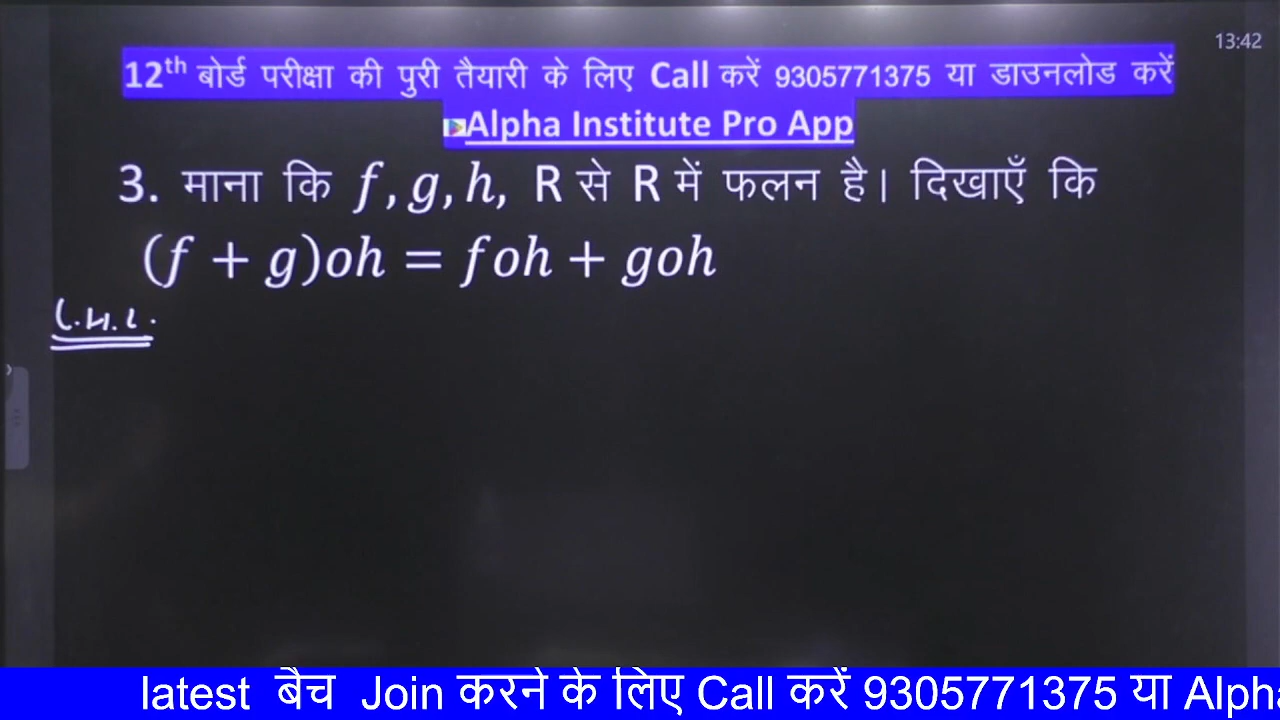 13:42
12th बोर्ड परीक्षा की पुरी तैयारी के लिए Call करें 9305771375 या डाउनलोड करें
Alpha Institute Pro App
3. माना कि f, g, h, R से R में फलन है। दिखाएँ कि
(f + g)oh = foh + goh
L.H.S.
latest बैच Join करने के लिए Call करें 9305771375 या Alpha